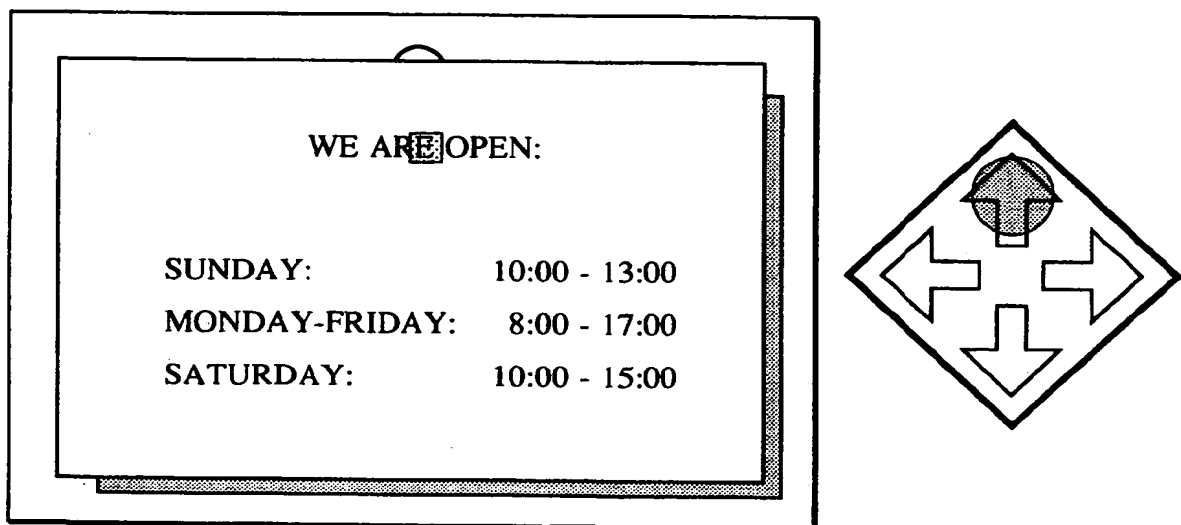 WE ARE OPEN:
SUNDAY: 10:00 - 13:00
MONDAY-FRIDAY: 8:00 - 17:00
SATURDAY: 10:00 - 15:00